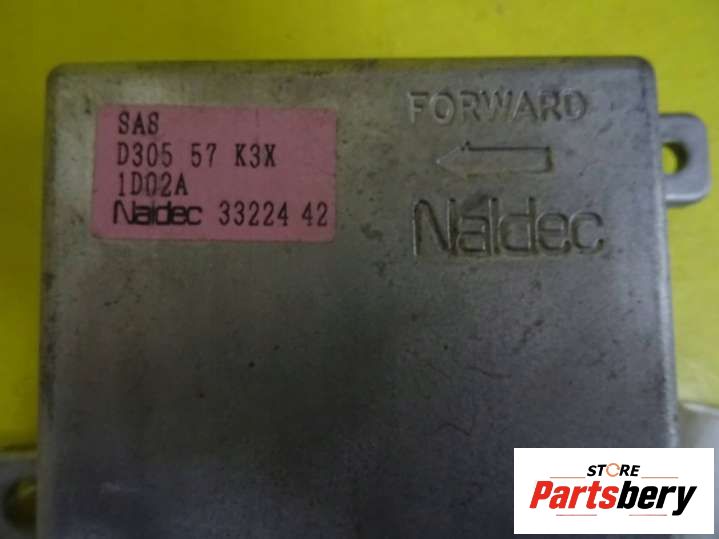 SAS
D305 57 K3X
1D02A
Naldec 33224 42
FORWARD
Naldec
STORE
Partsbery